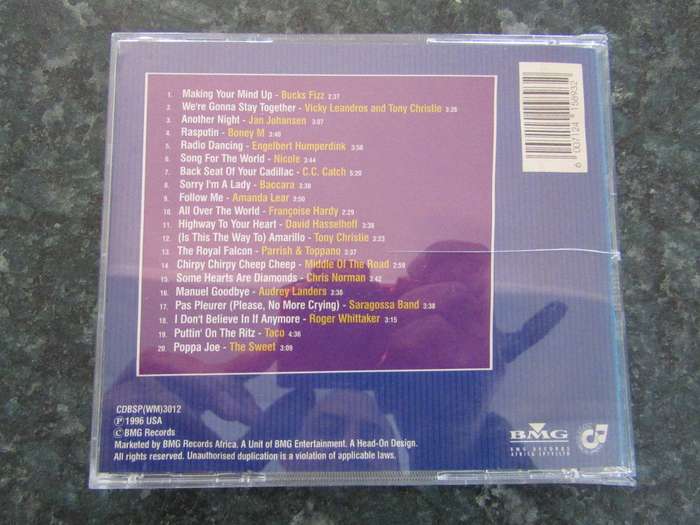 1. Making Your Mind Up - Bucks Fizz 2:37
2. We're Gonna Stay Together - Vicky Leandros and Tony Christie 3:26
3. Another Night - Jan Johansen 3:07
4. Rasputin - Boney M 3:40
5. Radio Dancing - Engelbert Humperdink 3:58
6. Song For The World - Nicole 3:44
7. Back Seat Of Your Cadillac - C.C. Catch 5:20
8. Sorry I'm A Lady - Baccara 3:38
9. Follow Me - Amanda Lear 3:50
10. All Over The World - Françoise Hardy 2:29
11. Highway To Your Heart - David Hasselhoff 3:38
12. (Is This The Way To) Amarillo - Tony Christie 3:23
13. The Royal Falcon - Parrish & Toppano 3:37
14. Chirpy Chirpy Cheep Cheep - Middle Of The Road 2:59
15. Some Hearts Are Diamonds - Chris Norman 3:42
16. Manuel Goodbye - Audrey Landers 3:36
17. Pas Pleurer (Please, No More Crying) - Saragossa Band 3:38
18. I Don't Believe In If Anymore - Roger Whittaker 3:15
19. Puttin' On The Ritz - Taco 4:36
20. Poppa Joe - The Sweet 3:09
6 007124 156932
CDBSP(WM)3012
Ⓟ 1996 USA
© BMG Records
Marketed by BMG Records Africa. A Unit of BMG Entertainment. A Head-On Design.
All rights reserved. Unauthorised duplication is a violation of applicable laws.
BMG
BMG RECORDS
AFRICA (PTY) LTD